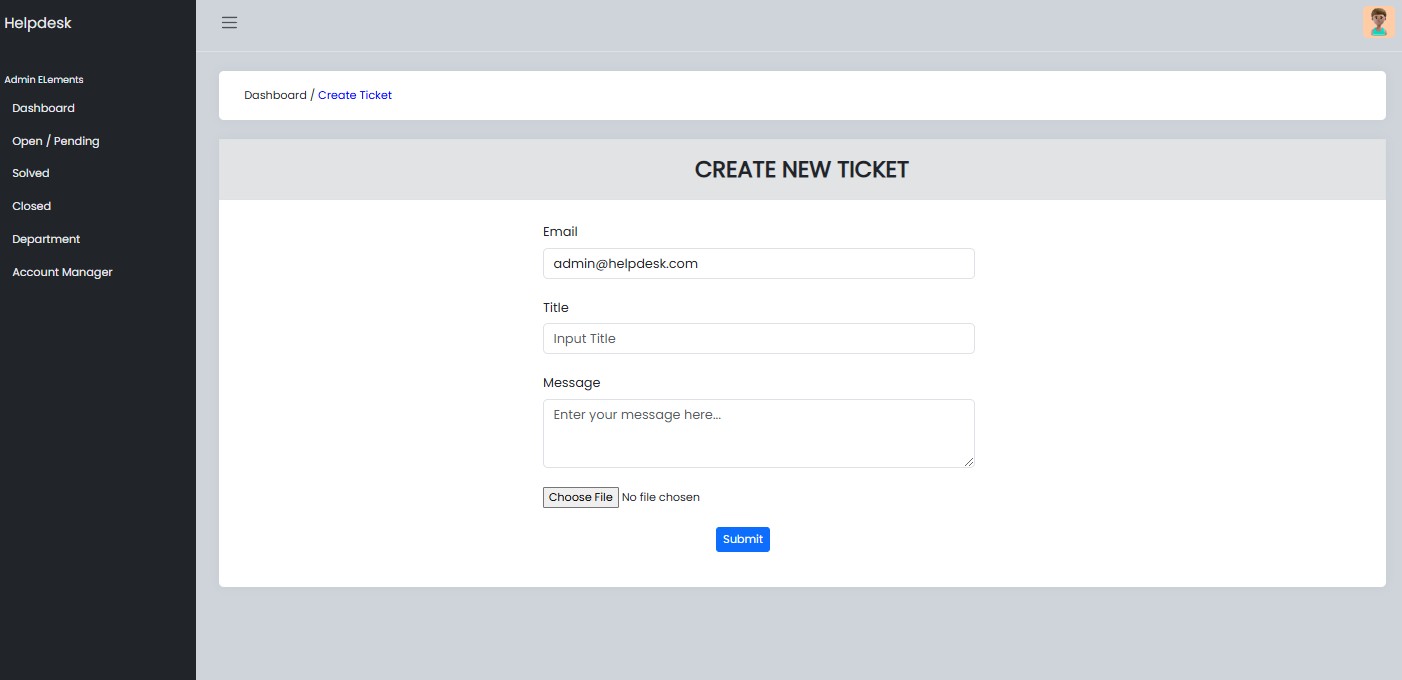 Helpdesk
Admin ELements
Dashboard
Open / Pending
Solved
Closed
Department
Account Manager
Dashboard / Create Ticket
CREATE NEW TICKET
Email
admin@helpdesk.com
Title
Input Title
Message
Enter your message here...
Choose File No file chosen
Submit